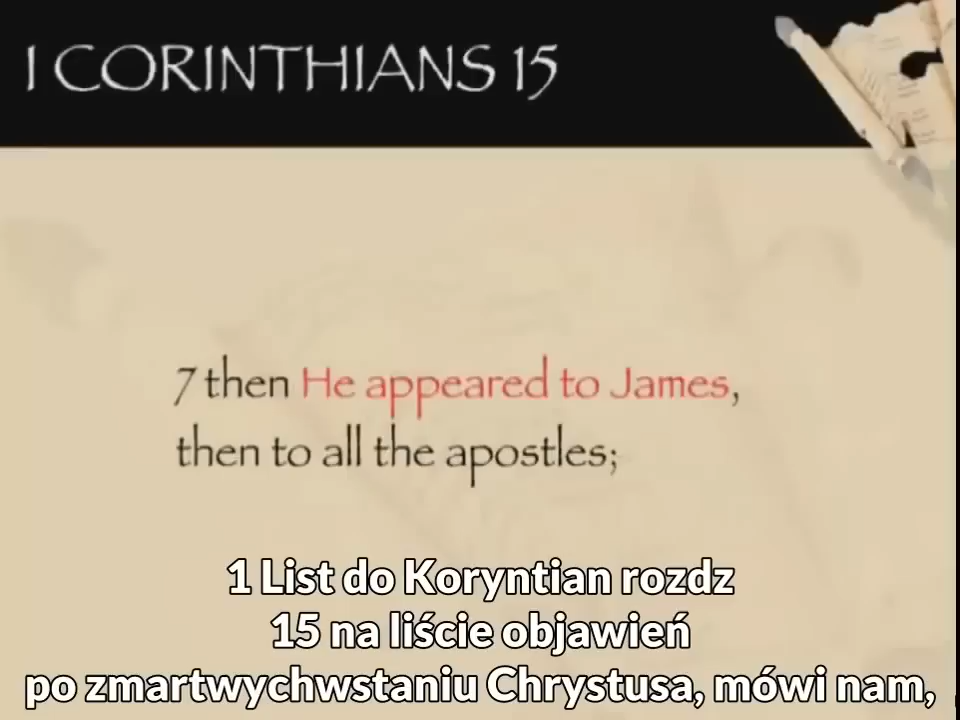 I CORINTHIANS 15
7 then He appeared to James,
then to all the apostles;
1 List do Koryntian rozdz
15 na liście objawień
po zmartwychwstaniu Chrystusa, mówi nam,